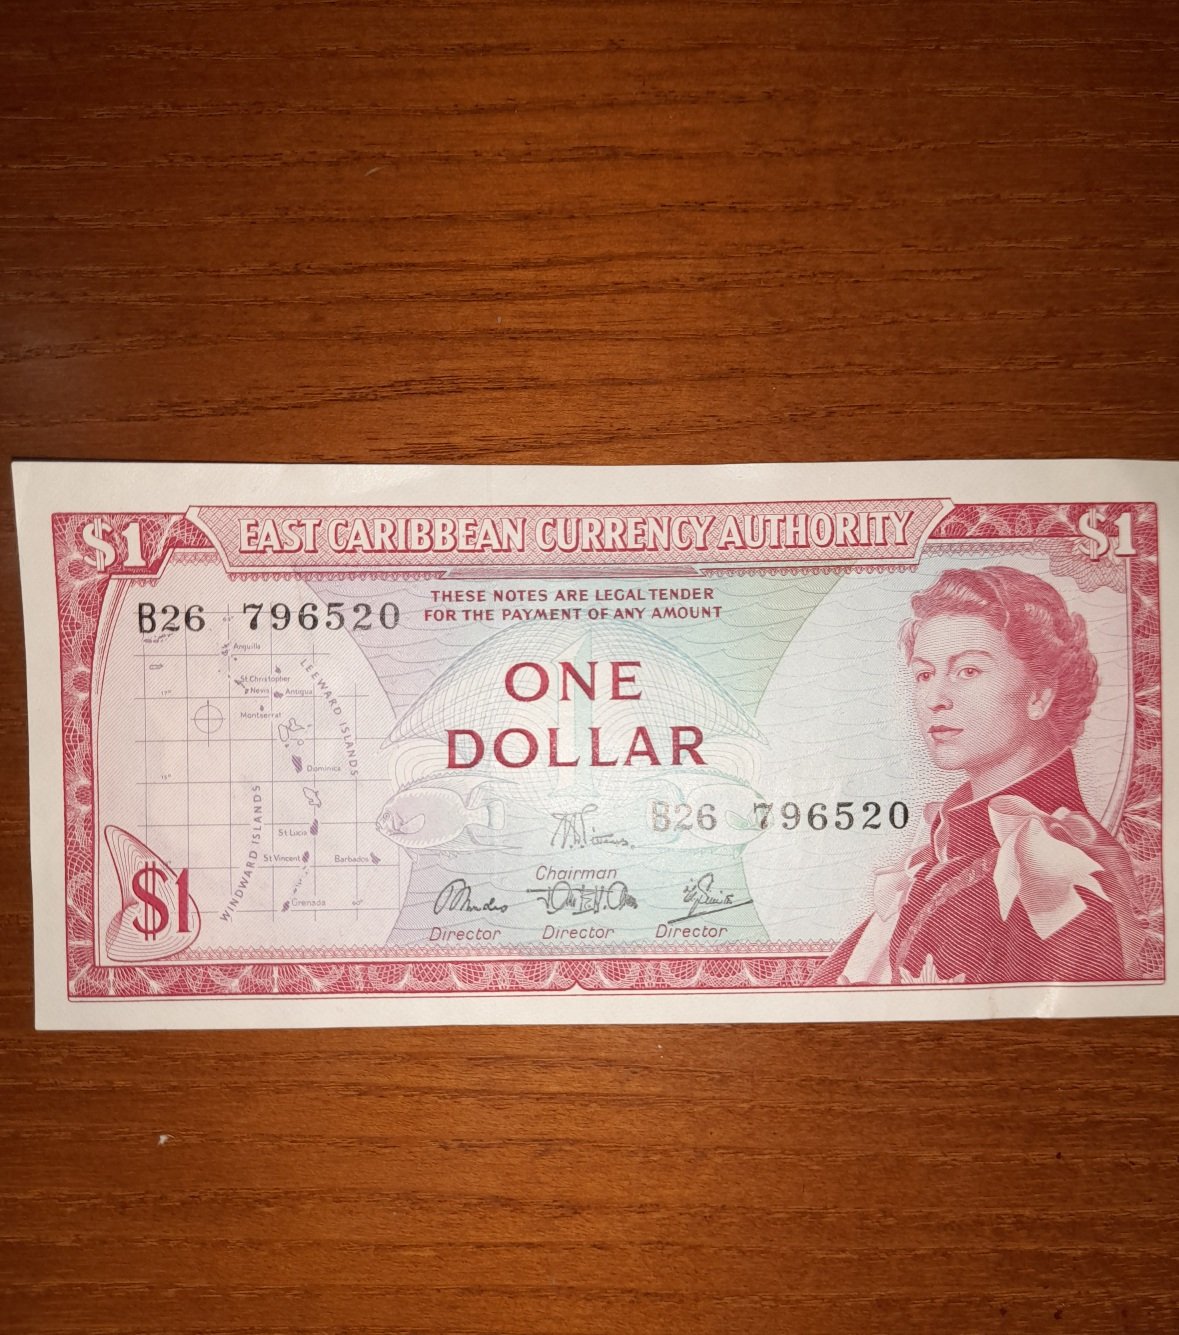 $1
EAST CARIBBEAN CURRENCY AUTHORITY
$1
B26 796520
THESE NOTES ARE LEGAL TENDER
FOR THE PAYMENT OF ANY AMOUNT
ONE
DOLLAR
Anguilla
St Christopher
Nevis
Antigua
Montserrat
LEEWARD ISLANDS
17°
Dominica
15°
WINDWARD ISLANDS
St Lucia
St Vincent
Barbados
Grenada
B26 796520
Chairman
Director
Director
Director
$1